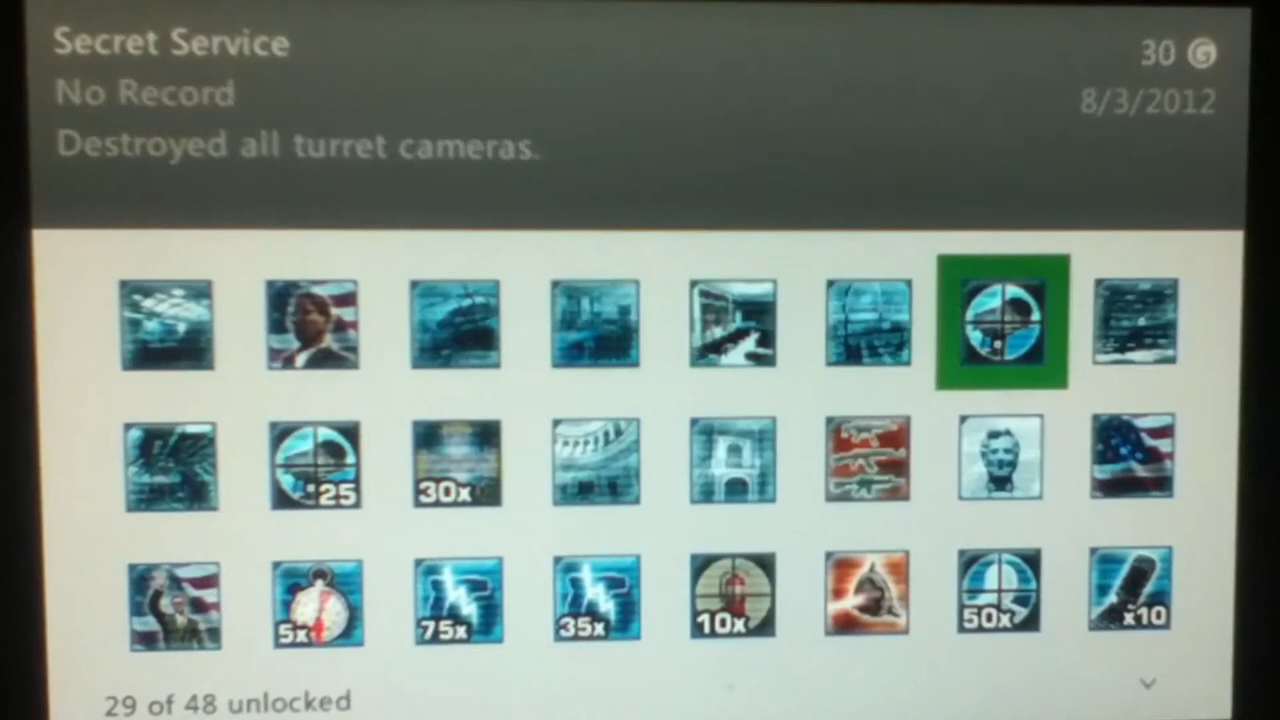 Secret Service
30 G
No Record
8/3/2012
Destroyed all turret cameras.
25
30x
5x
75x
35x
10x
50x
x10
29 of 48 unlocked